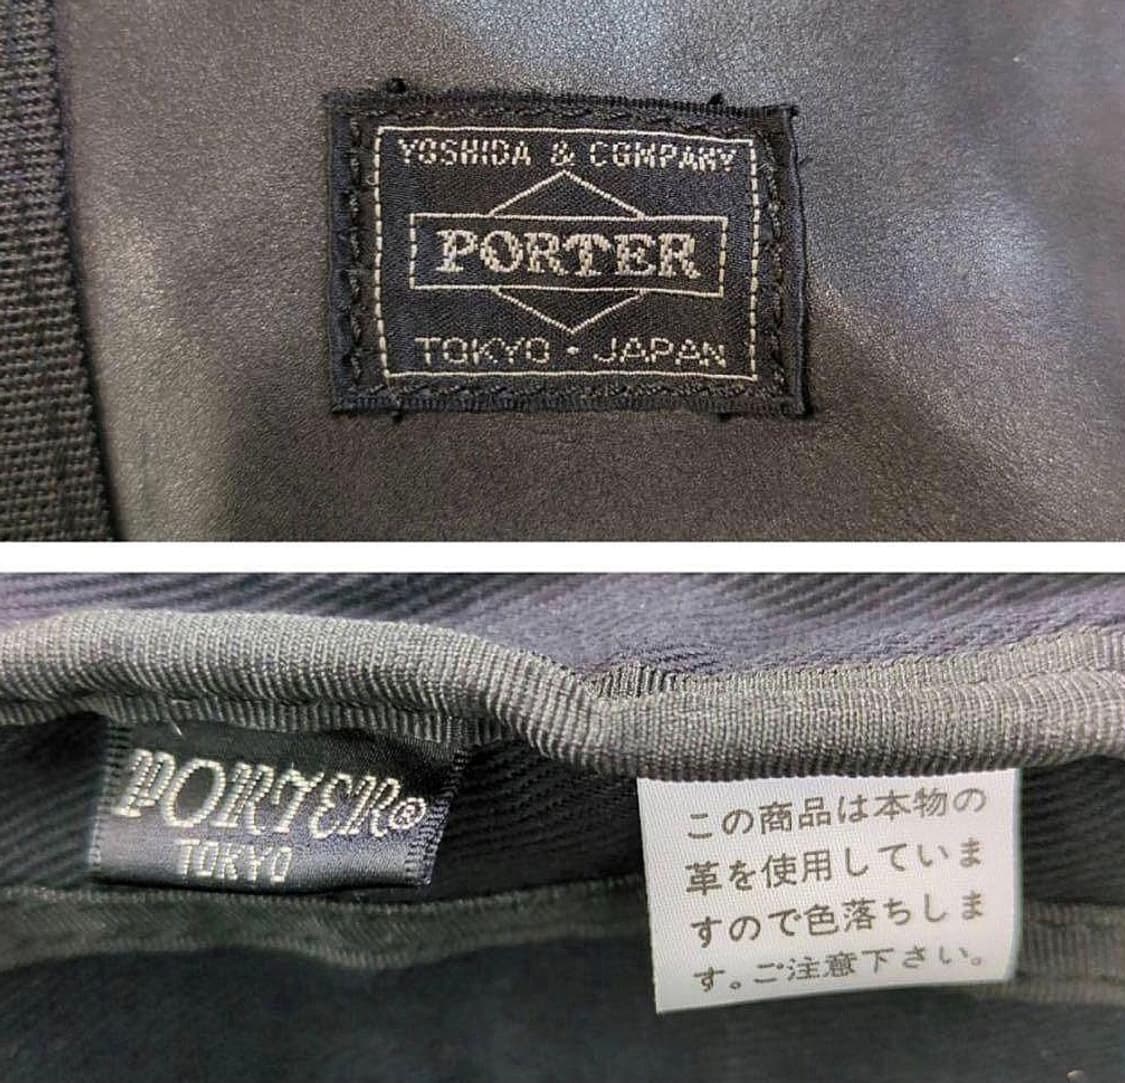 YOSHIDA & COMPANY
PORTER
TOKYO・JAPAN
PORTER®
TOKYO
この商品は本物の
革を使用していま
すので色落ちしま
す。ご注意下さい。